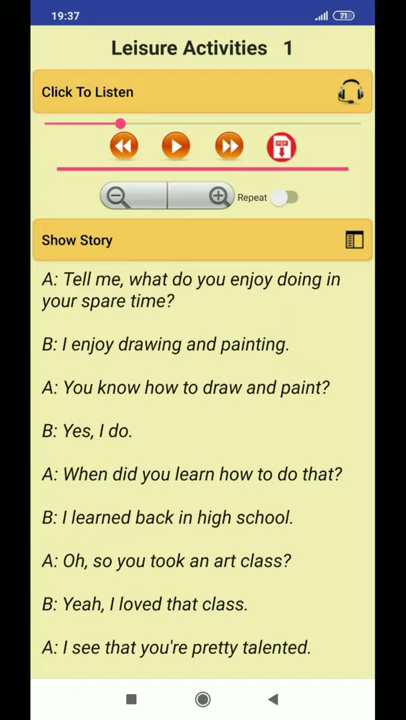 19:37
71
Leisure Activities 1
Click To Listen
PDF
Repeat
Show Story
A: Tell me, what do you enjoy doing in
your spare time?
B: I enjoy drawing and painting.
A: You know how to draw and paint?
B: Yes, I do.
A: When did you learn how to do that?
B: I learned back in high school.
A: Oh, so you took an art class?
B: Yeah, I loved that class.
A: I see that you're pretty talented.